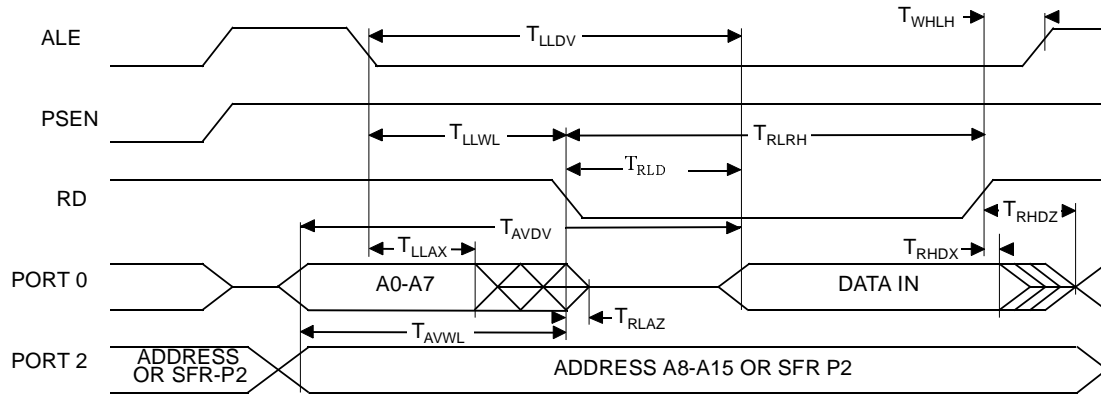 ALE
T_LLDV
T_WHLH
PSEN
T_LLWL
T_RLRH
T_RLD
RD
T_AVDV
T_RHDZ
T_LLAX
T_RHDX
PORT 0
A0-A7
DATA IN
T_RLAZ
T_AVWL
PORT 2
ADDRESS
OR SFR-P2
ADDRESS A8-A15 OR SFR P2